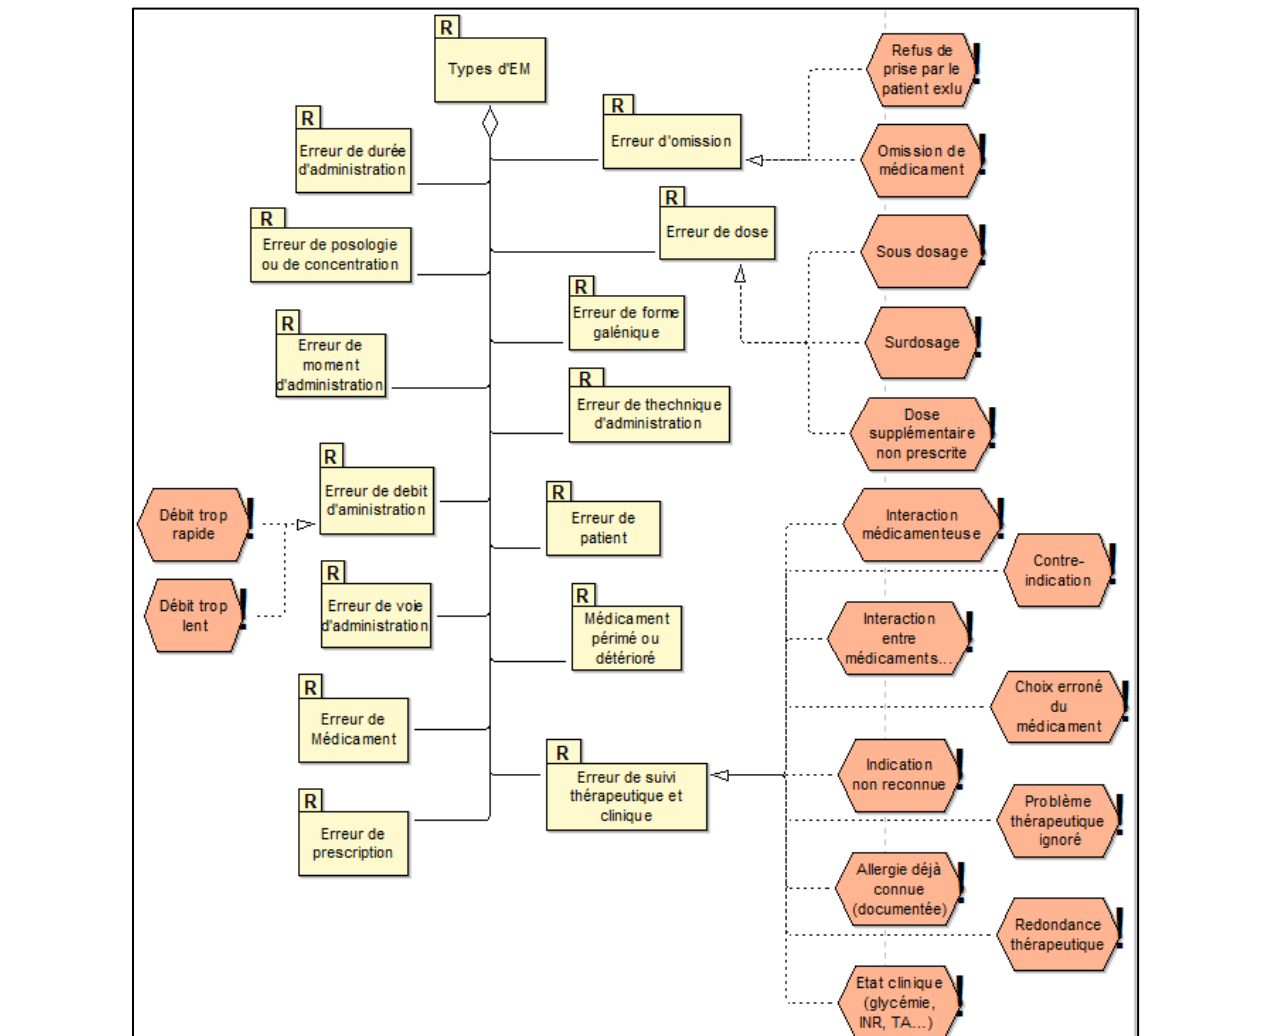 R
Types d'EM
R
Erreur de durée
d'administration
R
Erreur de posologie
ou de concentration
R
Erreur de
moment
d'administration
R
Erreur de debit
d'aministration
Débit trop
rapide
Débit trop
lent
R
Erreur de voie
d'administration
R
Erreur de
Médicament
R
Erreur de
prescription
R
Erreur d'omission
R
Erreur de dose
R
Erreur de forme
galénique
R
Erreur de thechnique
d'administration
R
Erreur de
patient
R
Médicament
périmé ou
détérioré
R
Erreur de suivi
thérapeutique et
clinique
Refus de
prise par le
patient exlu
!
Omission de
médicament
!
Sous dosage
!
Surdosage
!
Dose
supplémentaire
non prescrite
!
Interaction
médicamenteuse
!
Contre-
indication
!
Interaction
entre
médicaments...
!
Choix erroné
du
médicament
!
Indication
non reconnue
!
Problème
thérapeutique
ignoré
!
Allergie déjà
connue
(documentée)
!
Redondance
thérapeutique
!
Etat clinique
(glycémie,
INR, TA...)
!